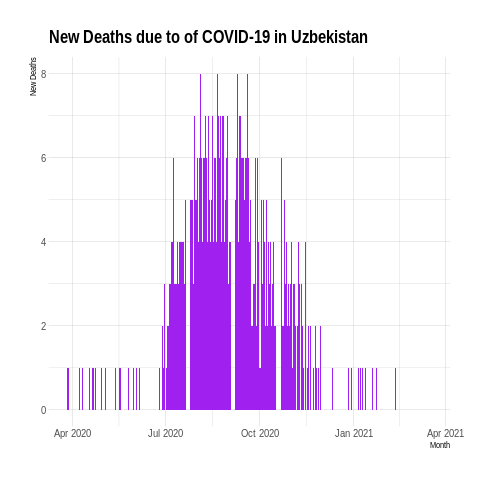 New Deaths due to of COVID-19 in Uzbekistan
New Deaths
8
6
4
2
0
Apr 2020 Jul 2020 Oct 2020 Jan 2021 Apr 2021
Month